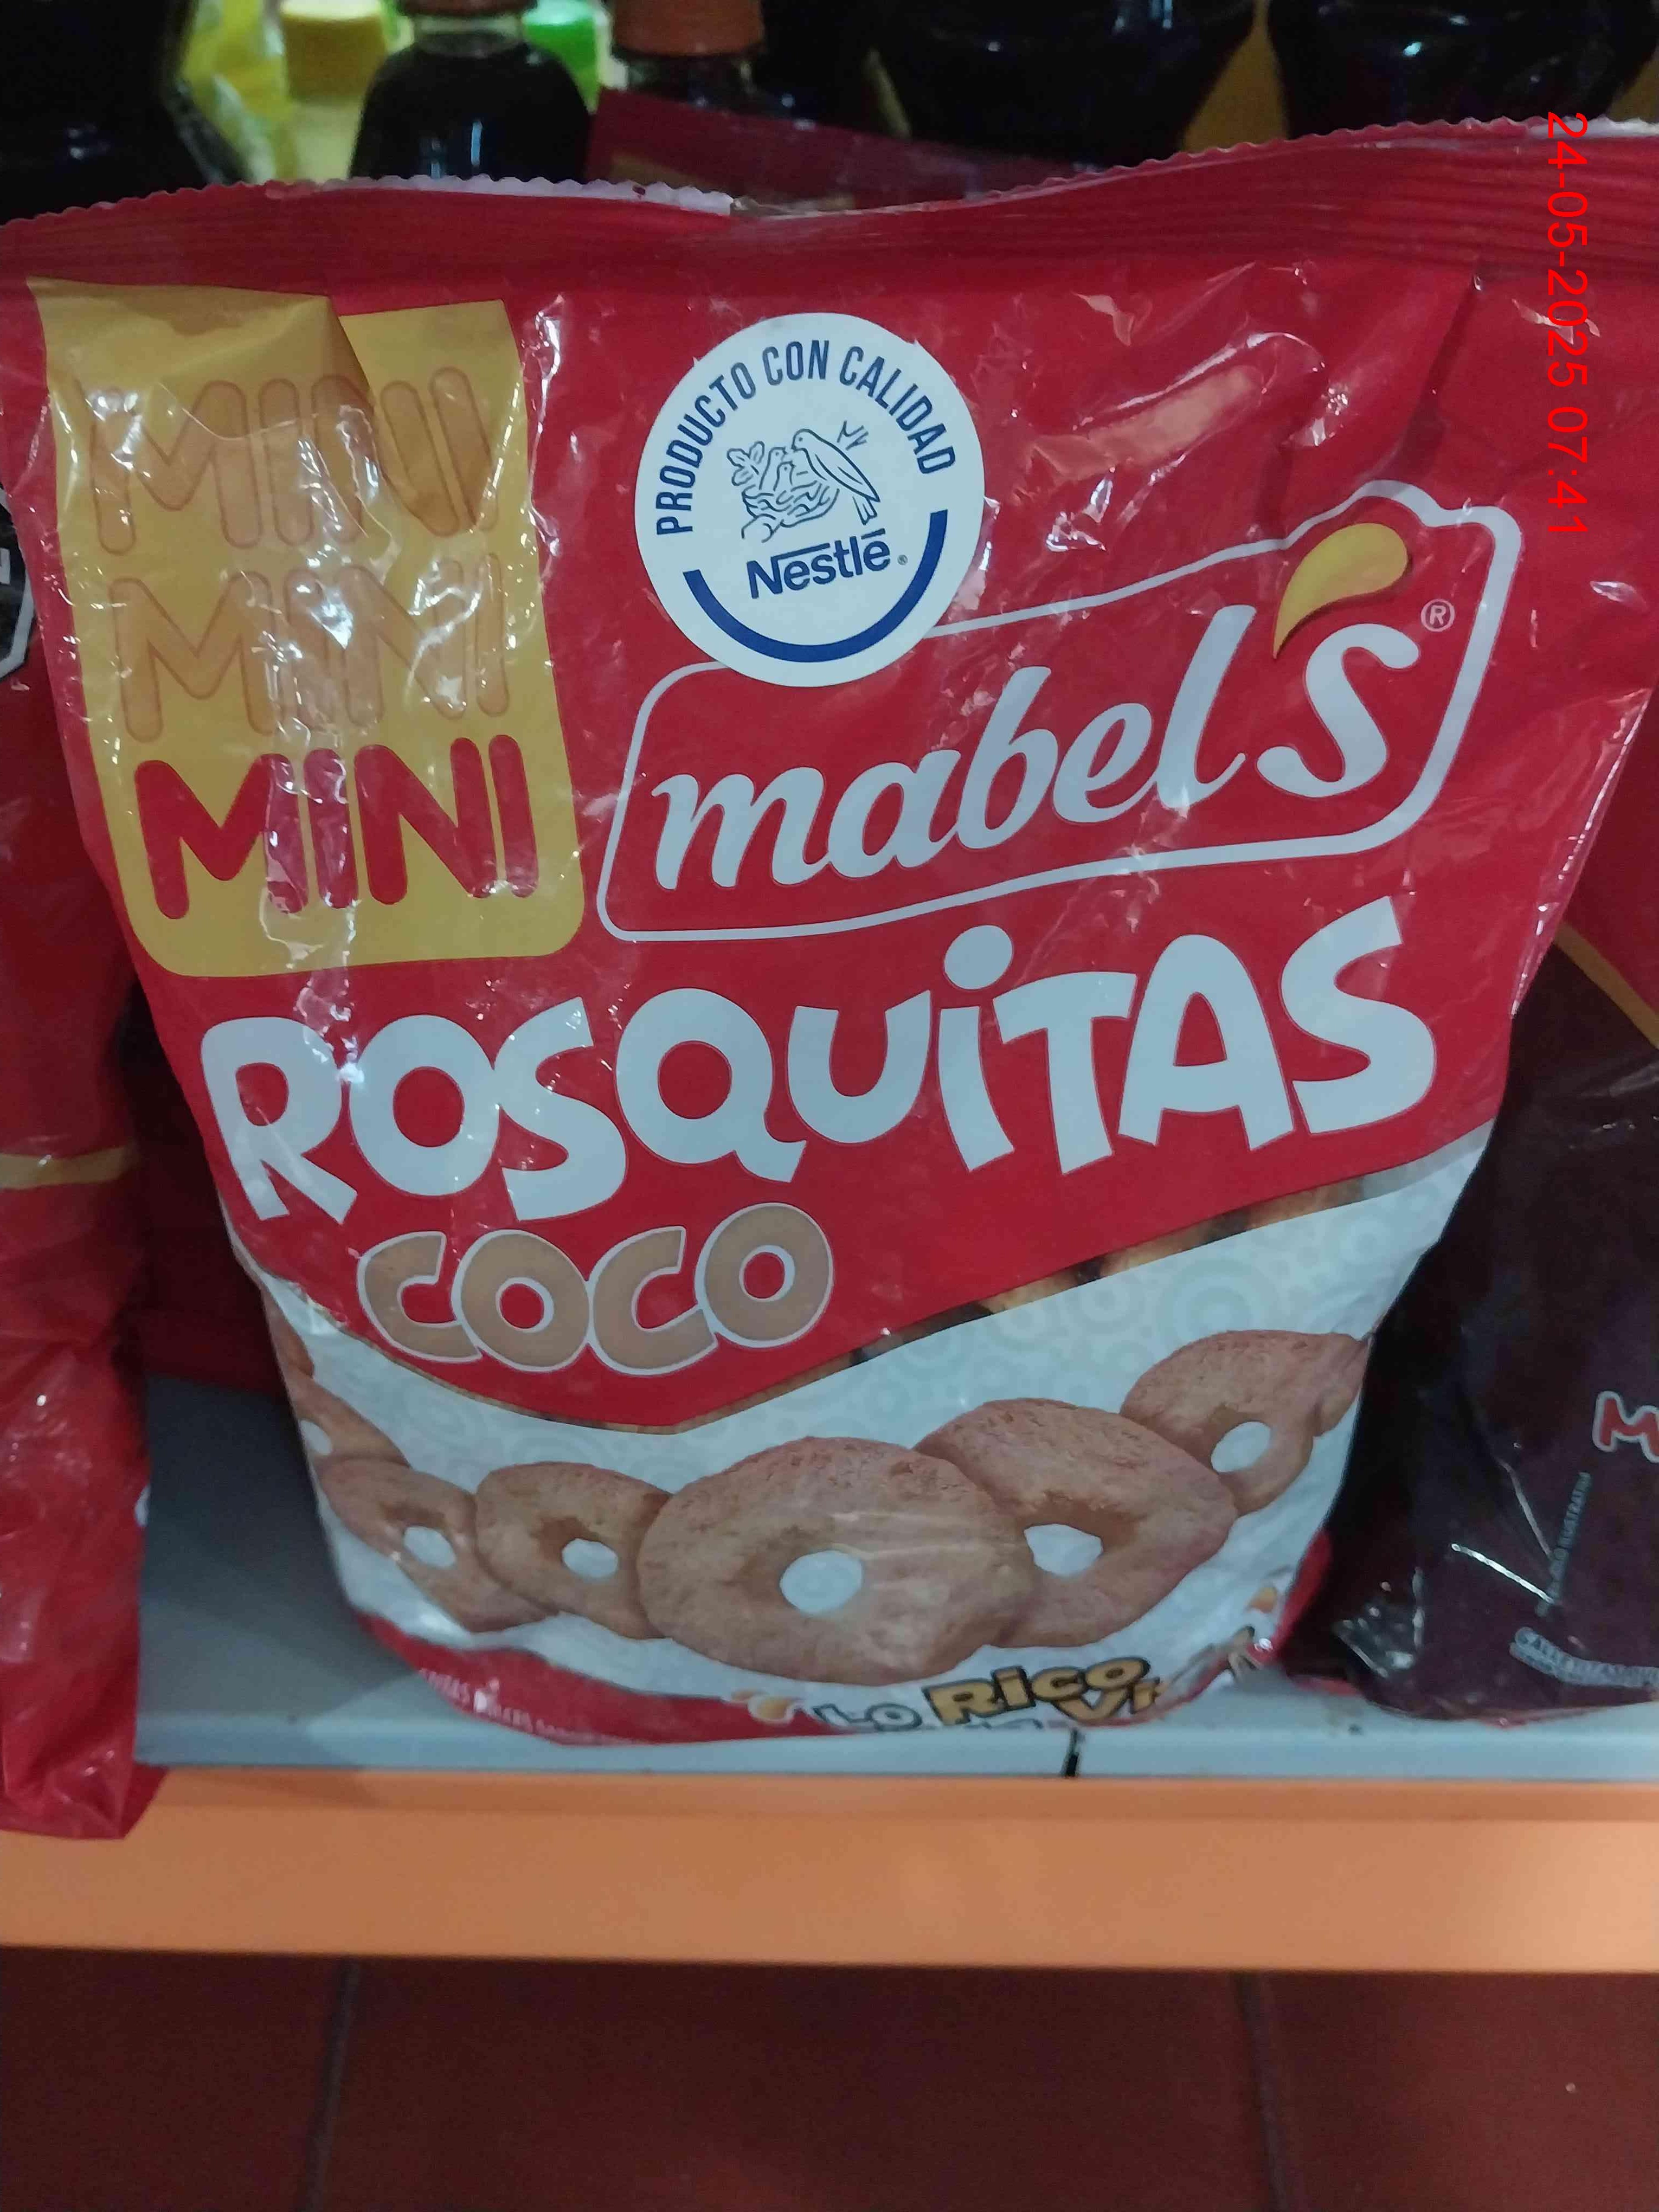 24-05-2025 07:41
PRODUCTO CON CALIDAD
Nestlé®
MINI
MINI
MINI
mabel's®
ROSQUITAS
COCO
LO RICO